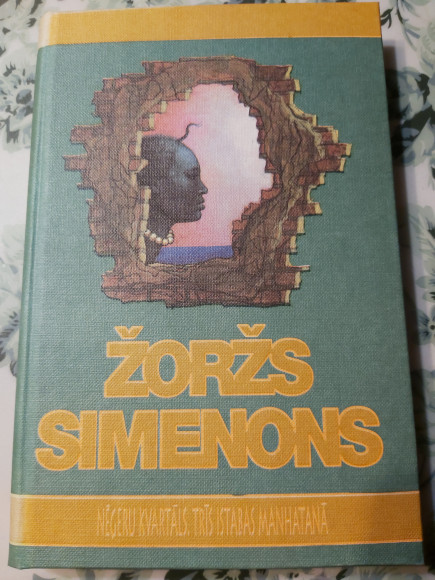 ŽORŽS
SIMENONS
NĒĢERU KVARTĀLS. TRĪS ISTABAS MANHATANĀ